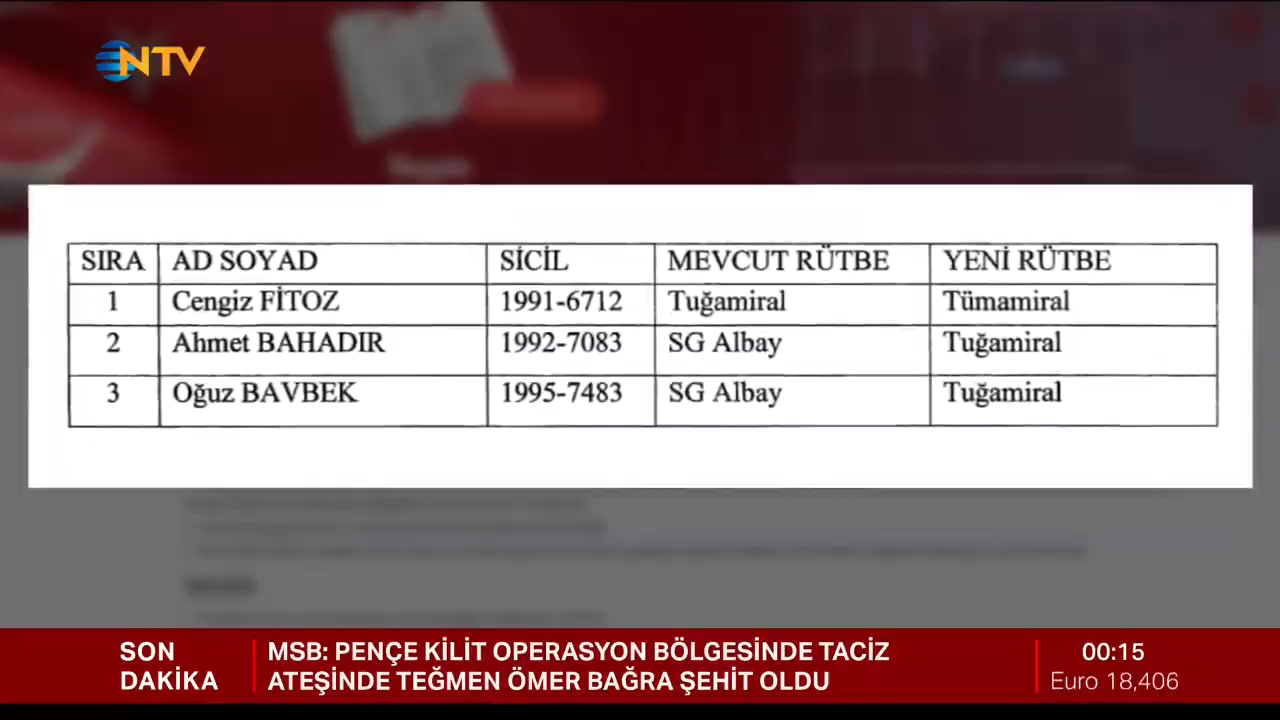 NTV
SIRA AD SOYAD SİCİL MEVCUT RÜTBE YENİ RÜTBE
1 Cengiz FİTOZ 1991-6712 Tuğamiral Tümamiral
2 Ahmet BAHADIR 1992-7083 SG Albay Tuğamiral
3 Oğuz BAVBEK 1995-7483 SG Albay Tuğamiral
SON DAKİKA
MSB: PENÇE KİLİT OPERASYON BÖLGESİNDE TACİZ
ATEŞİNDE TEĞMEN ÖMER BAĞRA ŞEHİT OLDU
00:15
Euro 18,406